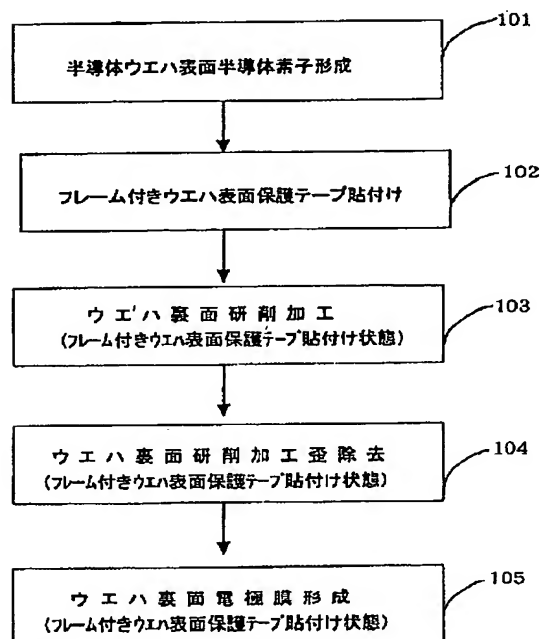 101
半導体ウエハ表面半導体素子形成
102
フレーム付きウエハ表面保護テープ貼付け
103
ウエハ裏面研削加工
(フレーム付きウエハ表面保護テープ貼付け状態)
104
ウエハ裏面研削加工歪除去
(フレーム付きウエハ表面保護テープ貼付け状態)
105
ウエハ裏面電極膜形成
(フレーム付きウエハ表面保護テープ貼付け状態)